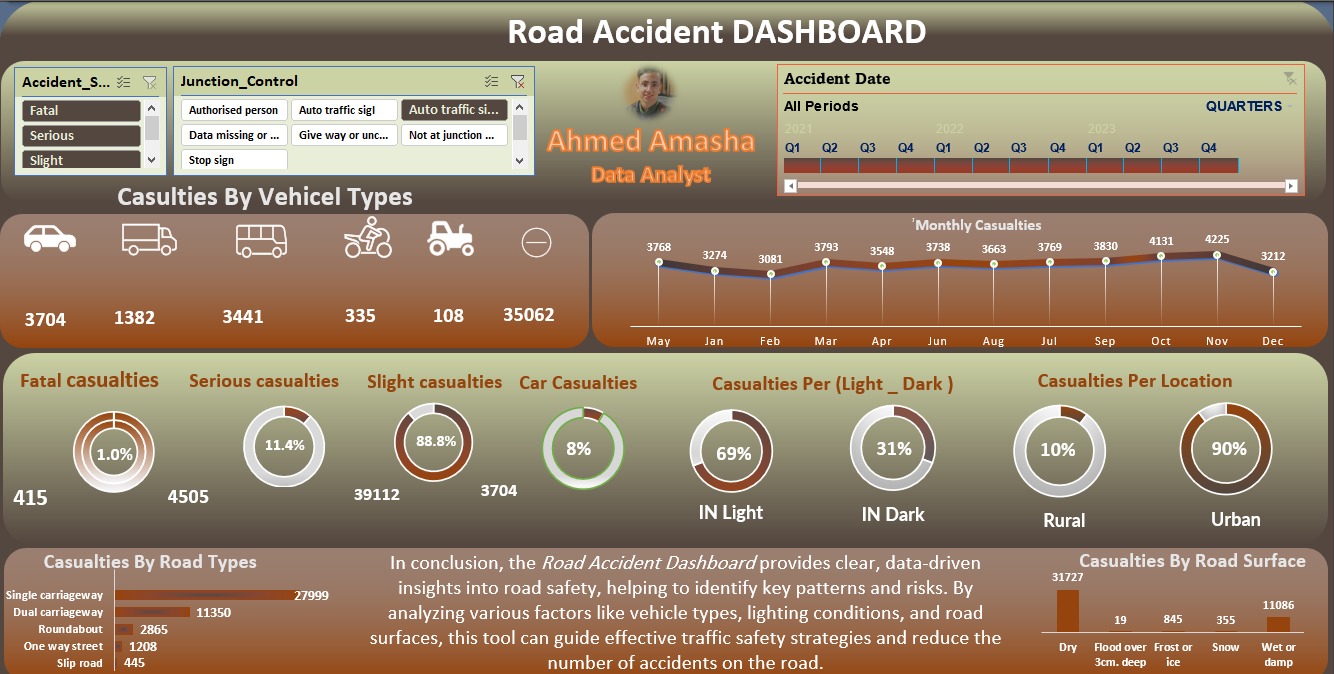 Road Accident DASHBOARD
Accident_S...
Fatal
Serious
Slight
Junction_Control
Authorised person
Auto traffic sigl
Auto traffic si...
Data missing or ...
Give way or unc...
Not at junction ...
Stop sign
Ahmed Amasha
Data Analyst
Accident Date
All Periods
QUARTERS
2021 2022 2023
Q1 Q2 Q3 Q4 Q1 Q2 Q3 Q4 Q1 Q2 Q3 Q4
Casulties By Vehicel Types
3704 1382 3441 335 108 35062
'Monthly Casualties
3768 3274 3081 3793 3548 3738 3663 3769 3830 4131 4225 3212
May Jan Feb Mar Apr Jun Aug Jul Sep Oct Nov Dec
Fatal casualties
1.0%
415
Serious casualties
11.4%
4505
Slight casualties
88.8%
39112
Car Casualties
8%
3704
Casualties Per (Light _ Dark )
69%
IN Light
31%
IN Dark
Casualties Per Location
10%
Rural
90%
Urban
Casualties By Road Types
Single carriageway 27999
Dual carriageway 11350
Roundabout 2865
One way street 1208
Slip road 445
In conclusion, the Road Accident Dashboard provides clear, data-driven
insights into road safety, helping to identify key patterns and risks. By
analyzing various factors like vehicle types, lighting conditions, and road
surfaces, this tool can guide effective traffic safety strategies and reduce the
number of accidents on the road.
Casualties By Road Surface
31727 19 845 355 11086
Dry
Flood over
3cm. deep
Frost or
ice
Snow
Wet or
damp